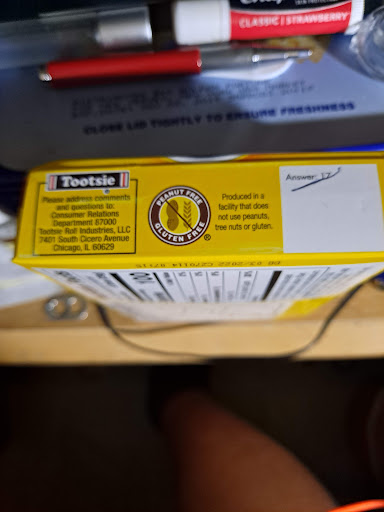 CLASSIC | STRAWBERRY
CLOSE LID TIGHTLY TO ENSURE FRESHNESS
Tootsie
Please address comments
and questions to:
Consumer Relations
Department 87000
Tootsie Roll Industries, LLC
7401 South Cicero Avenue
Chicago, IL 60629
PEANUT FREE
GLUTEN FREE
®
Produced in a
facility that does
not use peanuts,
tree nuts or gluten.
Answer: 17